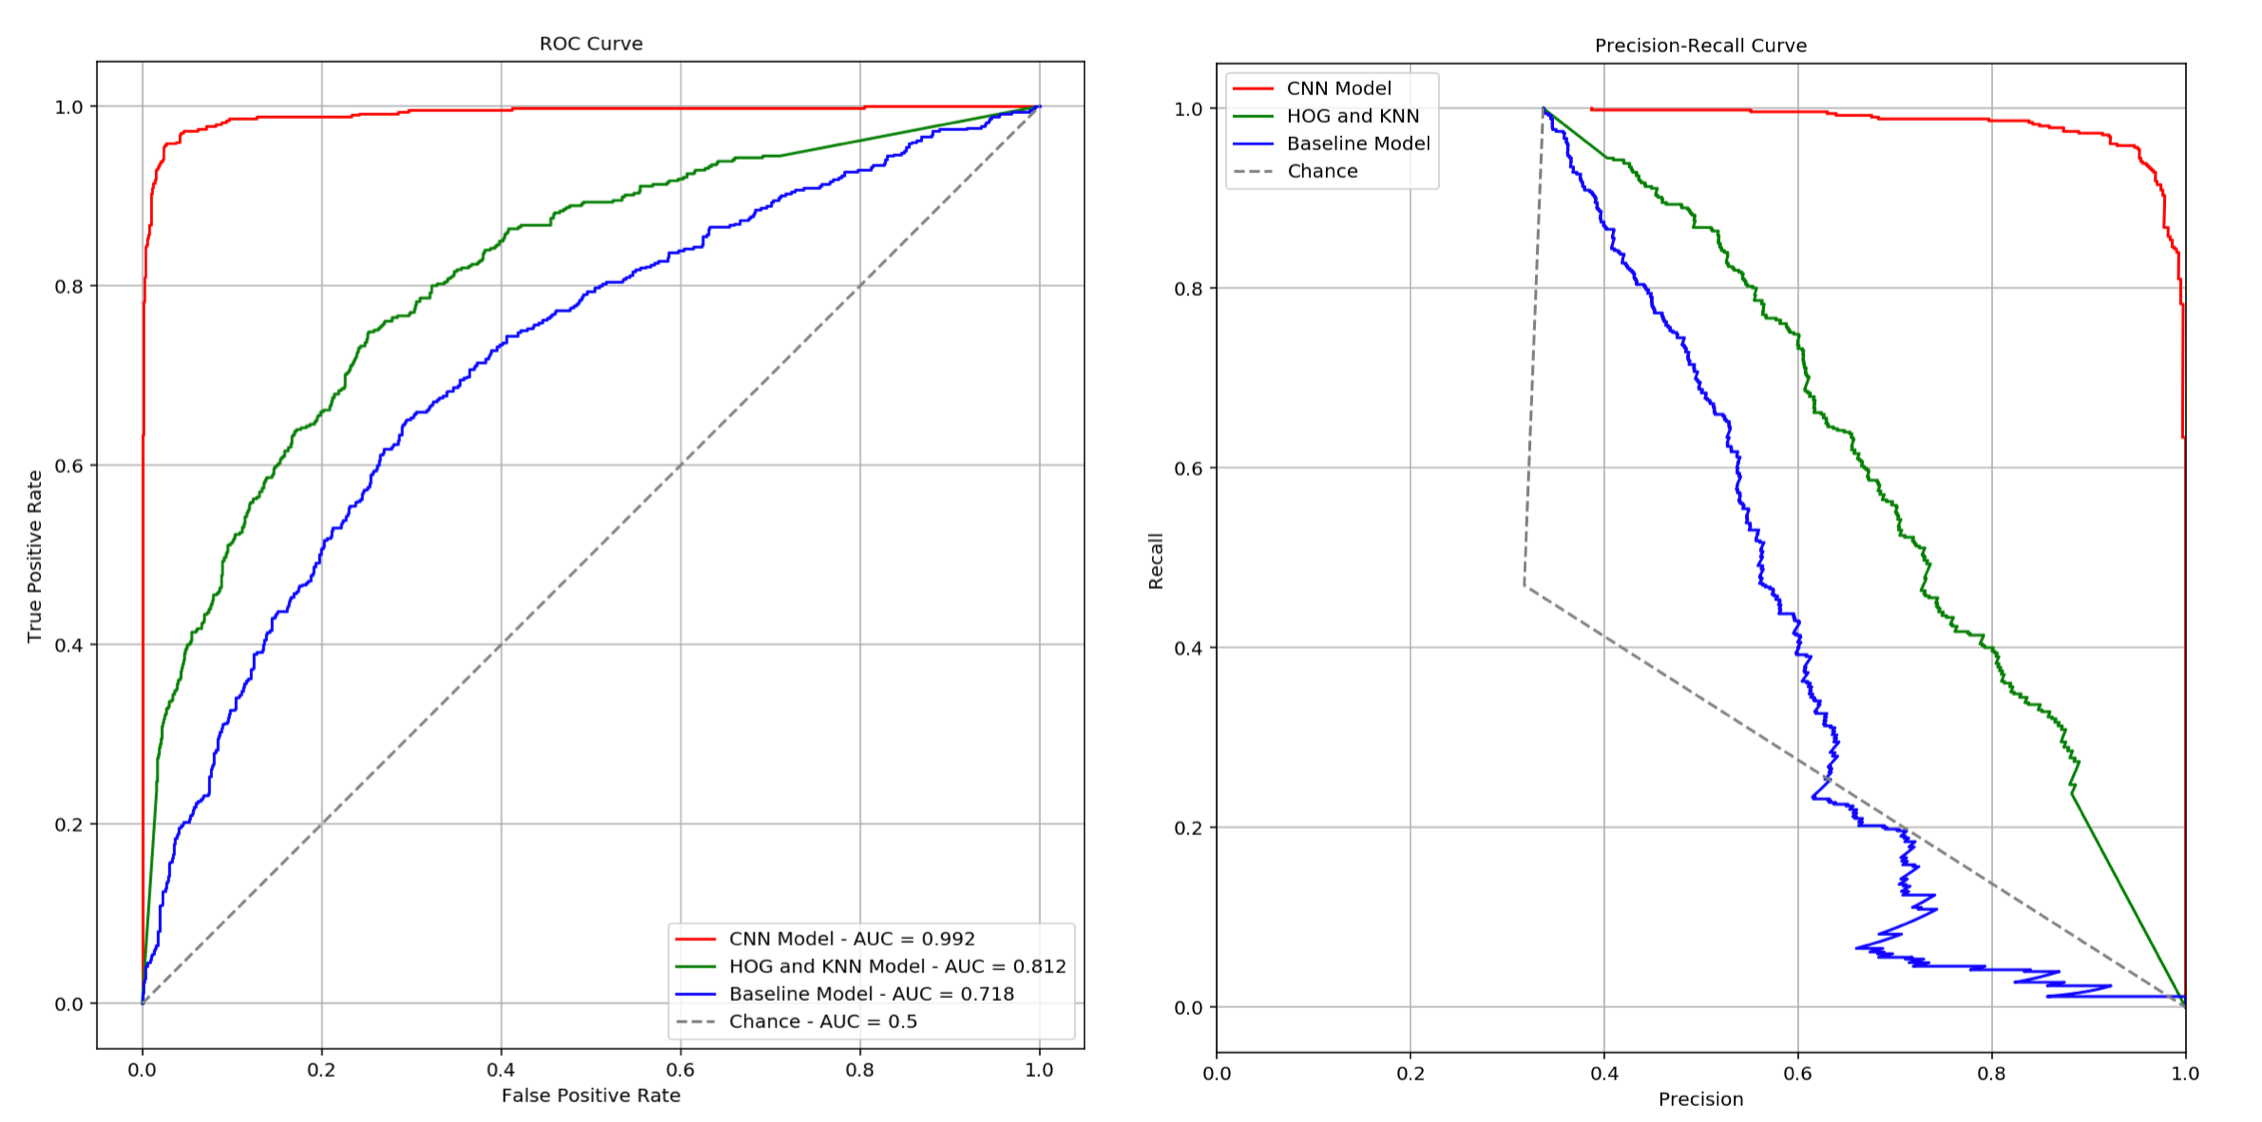 ROC Curve
1.0
0.8
0.6
0.4
0.2
0.0
True Positive Rate
CNN Model - AUC = 0.992
HOG and KNN Model - AUC = 0.812
Baseline Model - AUC = 0.718
Chance - AUC = 0.5
0.0 0.2 0.4 0.6 0.8 1.0
False Positive Rate
Precision-Recall Curve
CNN Model
HOG and KNN
Baseline Model
Chance
1.0
0.8
0.6
0.4
0.2
0.0
Recall
0.0 0.2 0.4 0.6 0.8 1.0
Precision